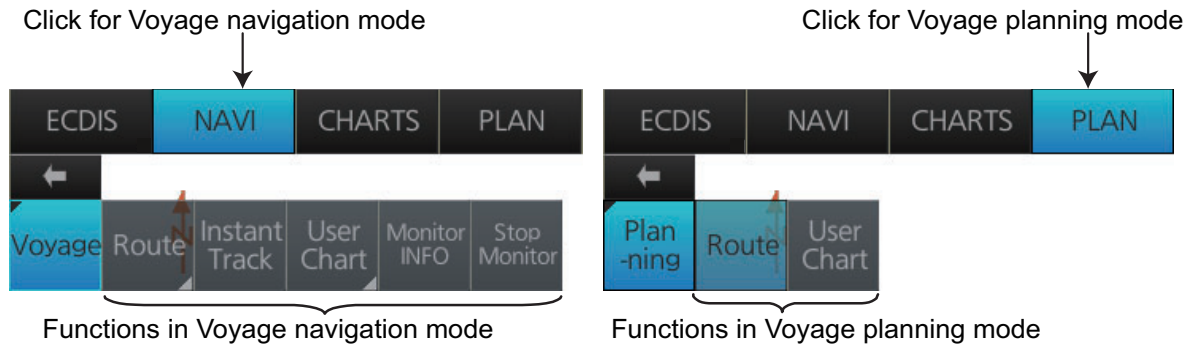 Click for Voyage navigation mode
Click for Voyage planning mode
ECDIS NAVI CHARTS PLAN
ECDIS NAVI CHARTS PLAN
Voyage Route Instant Track User Chart Monitor INFO Stop Monitor
Plan -ning Route User Chart
Functions in Voyage navigation mode
Functions in Voyage planning mode